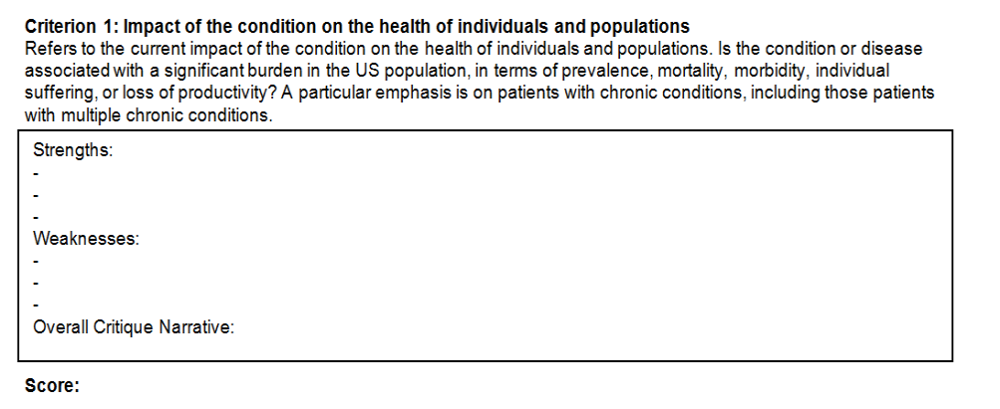 Criterion 1: Impact of the condition on the health of individuals and populations
Refers to the current impact of the condition on the health of individuals and populations. Is the condition or disease
associated with a significant burden in the US population, in terms of prevalence, mortality, morbidity, individual
suffering, or loss of productivity? A particular emphasis is on patients with chronic conditions, including those patients
with multiple chronic conditions.
Strengths:
-
-
-
Weaknesses:
-
-
-
Overall Critique Narrative:
Score: